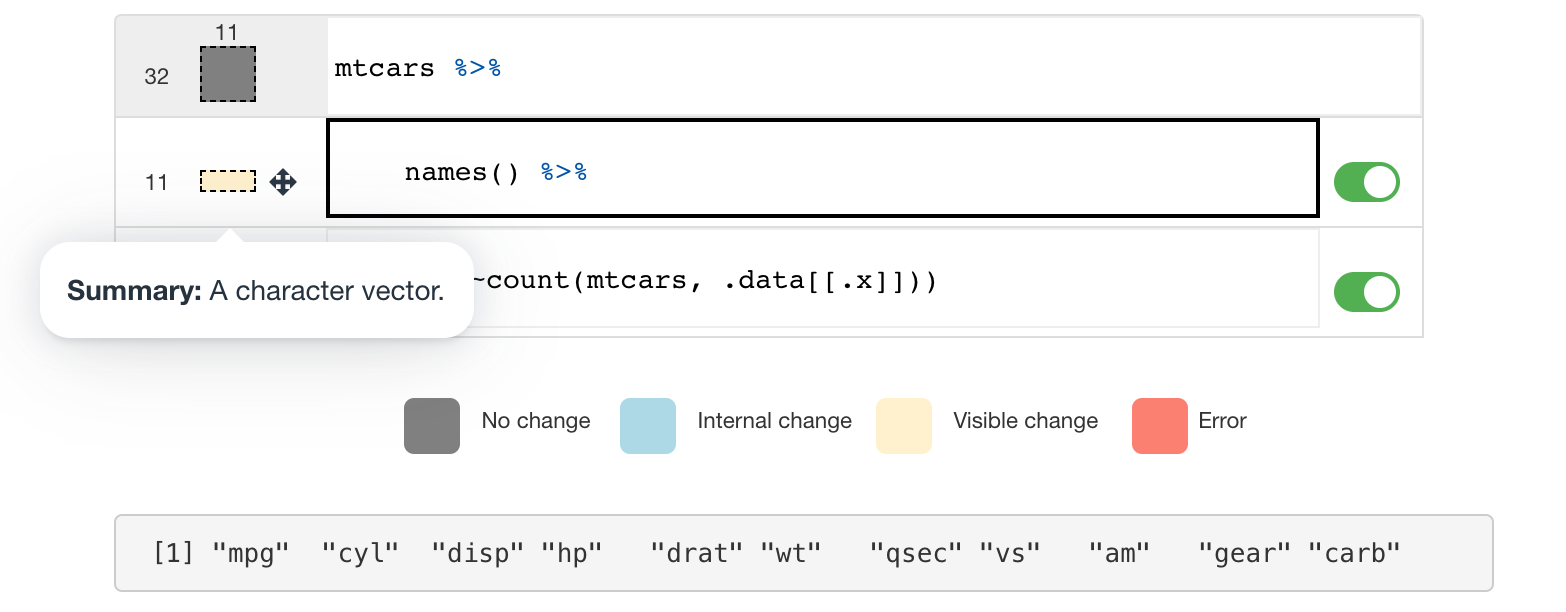 11
32
mtcars %>%
11
names() %>%
Summary: A character vector.
~count(mtcars, .data[[.x]]))
No change
Internal change
Visible change
Error
[1] "mpg"  "cyl"  "disp" "hp"   "drat" "wt"   "qsec" "vs"   "am"   "gear" "carb"